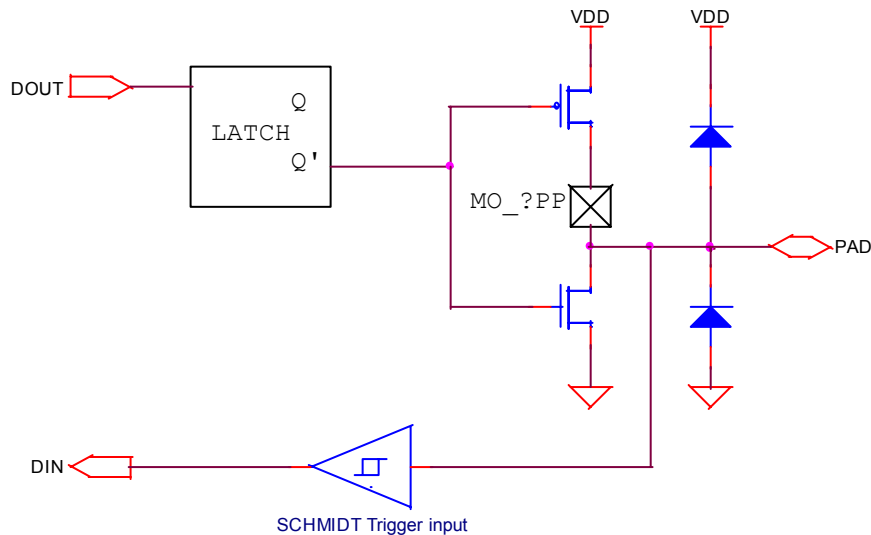 VDD
VDD
DOUT
Q
LATCH
Q'
MO_?PP
PAD
DIN
SCHMIDT Trigger input